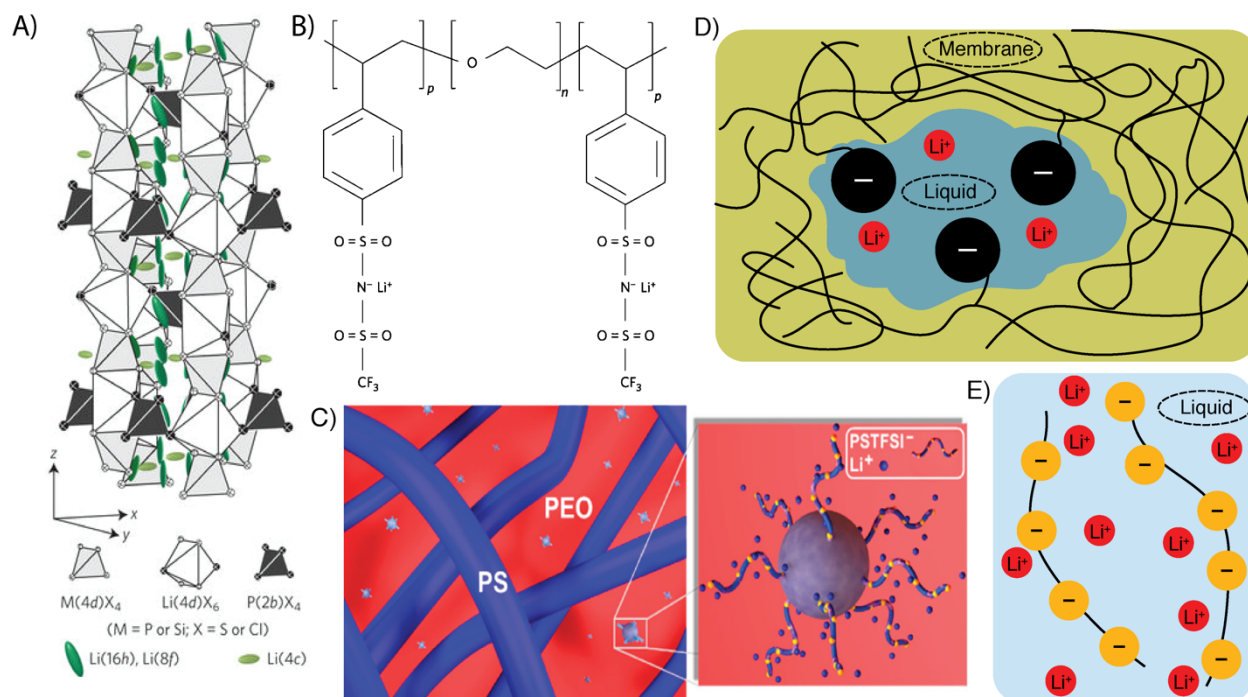 A)
z
x
y
M(4d)X₄ Li(4d)X₆ P(2b)X₄
(M = P or Si; X = S or Cl)
Li(16h), Li(8f) Li(4c)
B)
p
O
n
p
O=S=O O=S=O
N⁻ Li⁺ N⁻ Li⁺
O=S=O O=S=O
CF₃ CF₃
C)
PEO
PS
PSTFSI⁻
Li⁺
D)
Membrane
Li⁺
−
−
Liquid
Li⁺
Li⁺
−
E)
Li⁺
−
Liquid
Li⁺
−
−
Li⁺
−
Li⁺
−
Li⁺
Li⁺
−
−
Li⁺
−
−
Li⁺
Li⁺